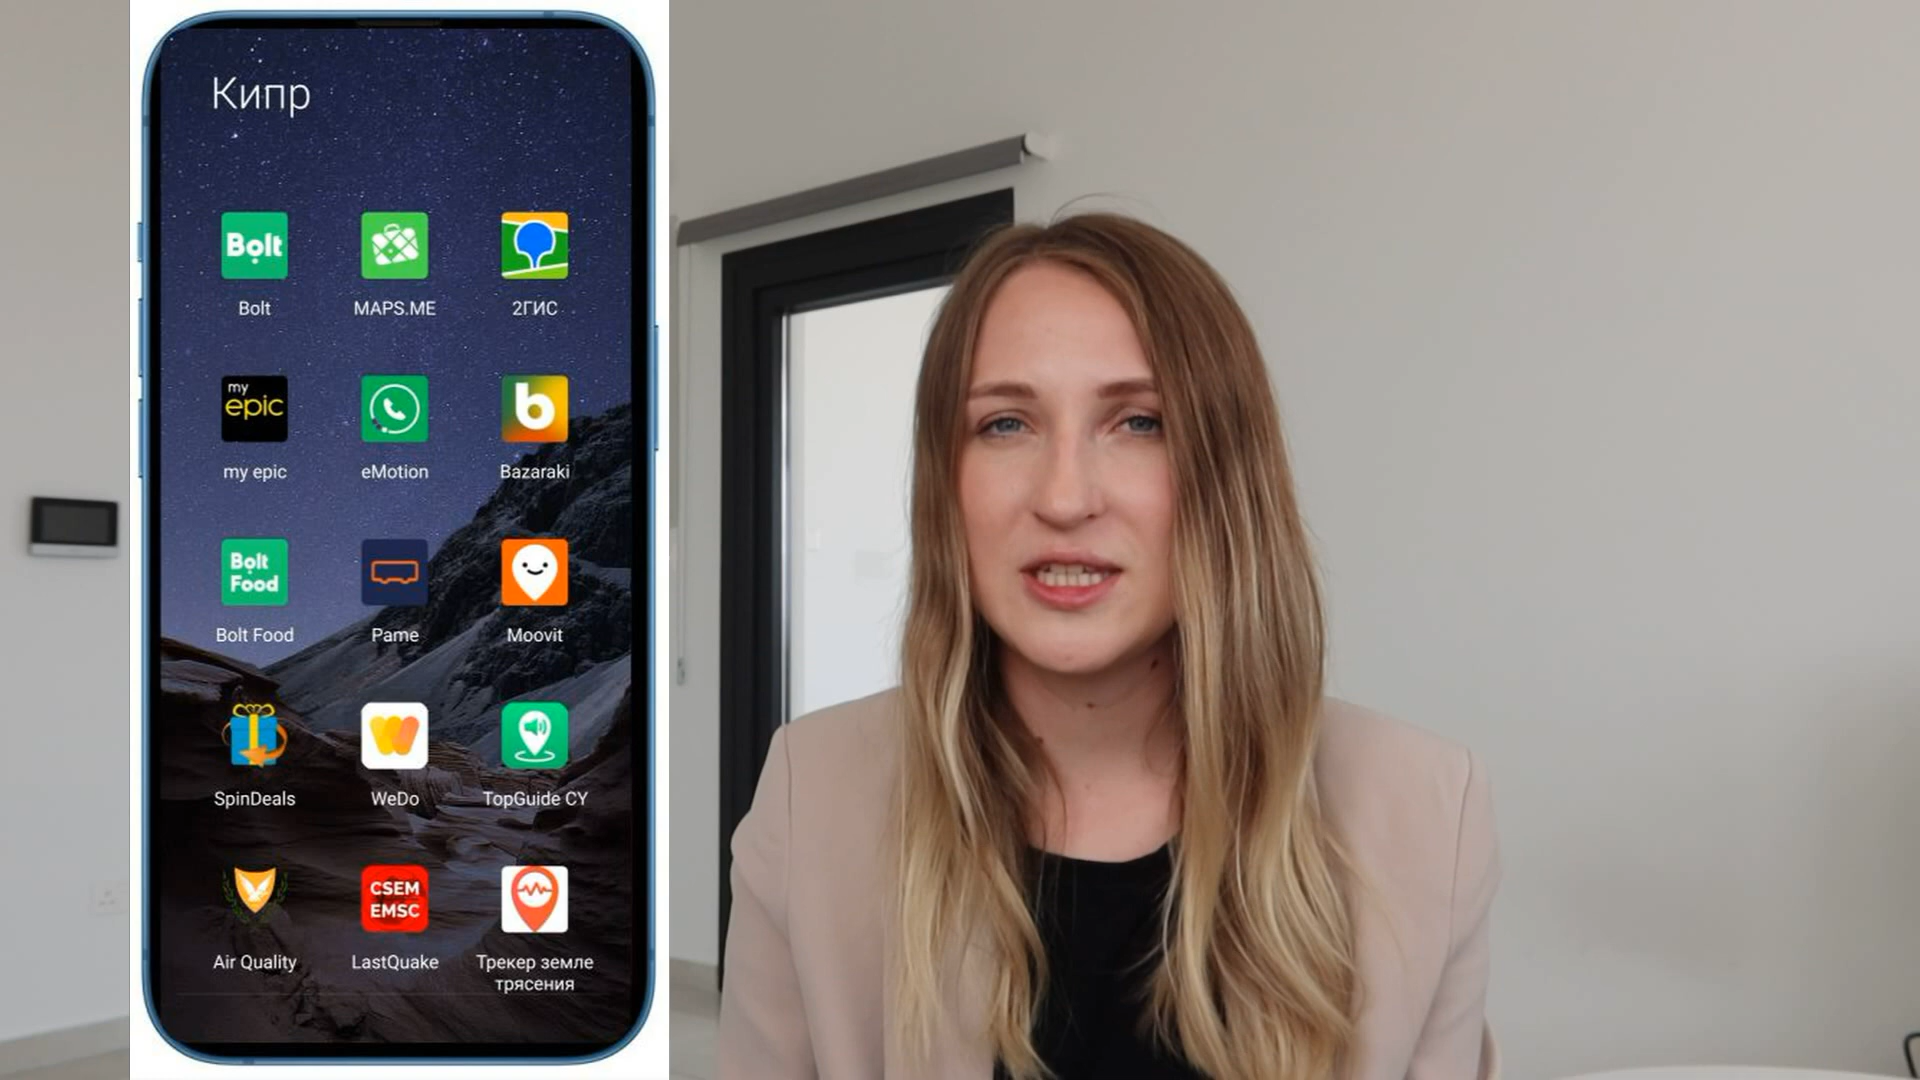 Кипр
Bolt
Bolt
MAPS.ME
2ГИС
my
epic
my epic
eMotion
b
Bazaraki
Bolt
Food
Bolt Food
Pame
Moovit
SpinDeals
WeDo
TopGuide CY
Air Quality
CSEM
EMSC
LastQuake
Трекер земле
трясения